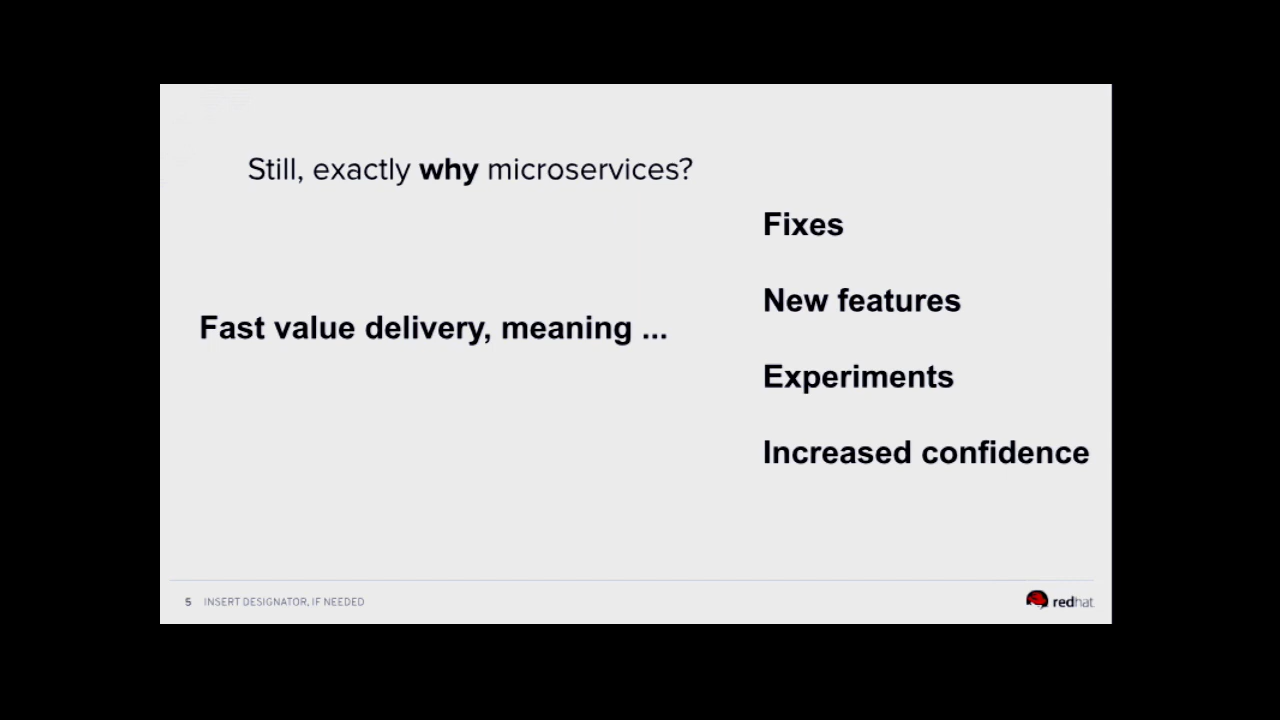 Still, exactly why microservices?
Fast value delivery, meaning ...
Fixes
New features
Experiments
Increased confidence
5 INSERT DESIGNATOR, IF NEEDED
redhat